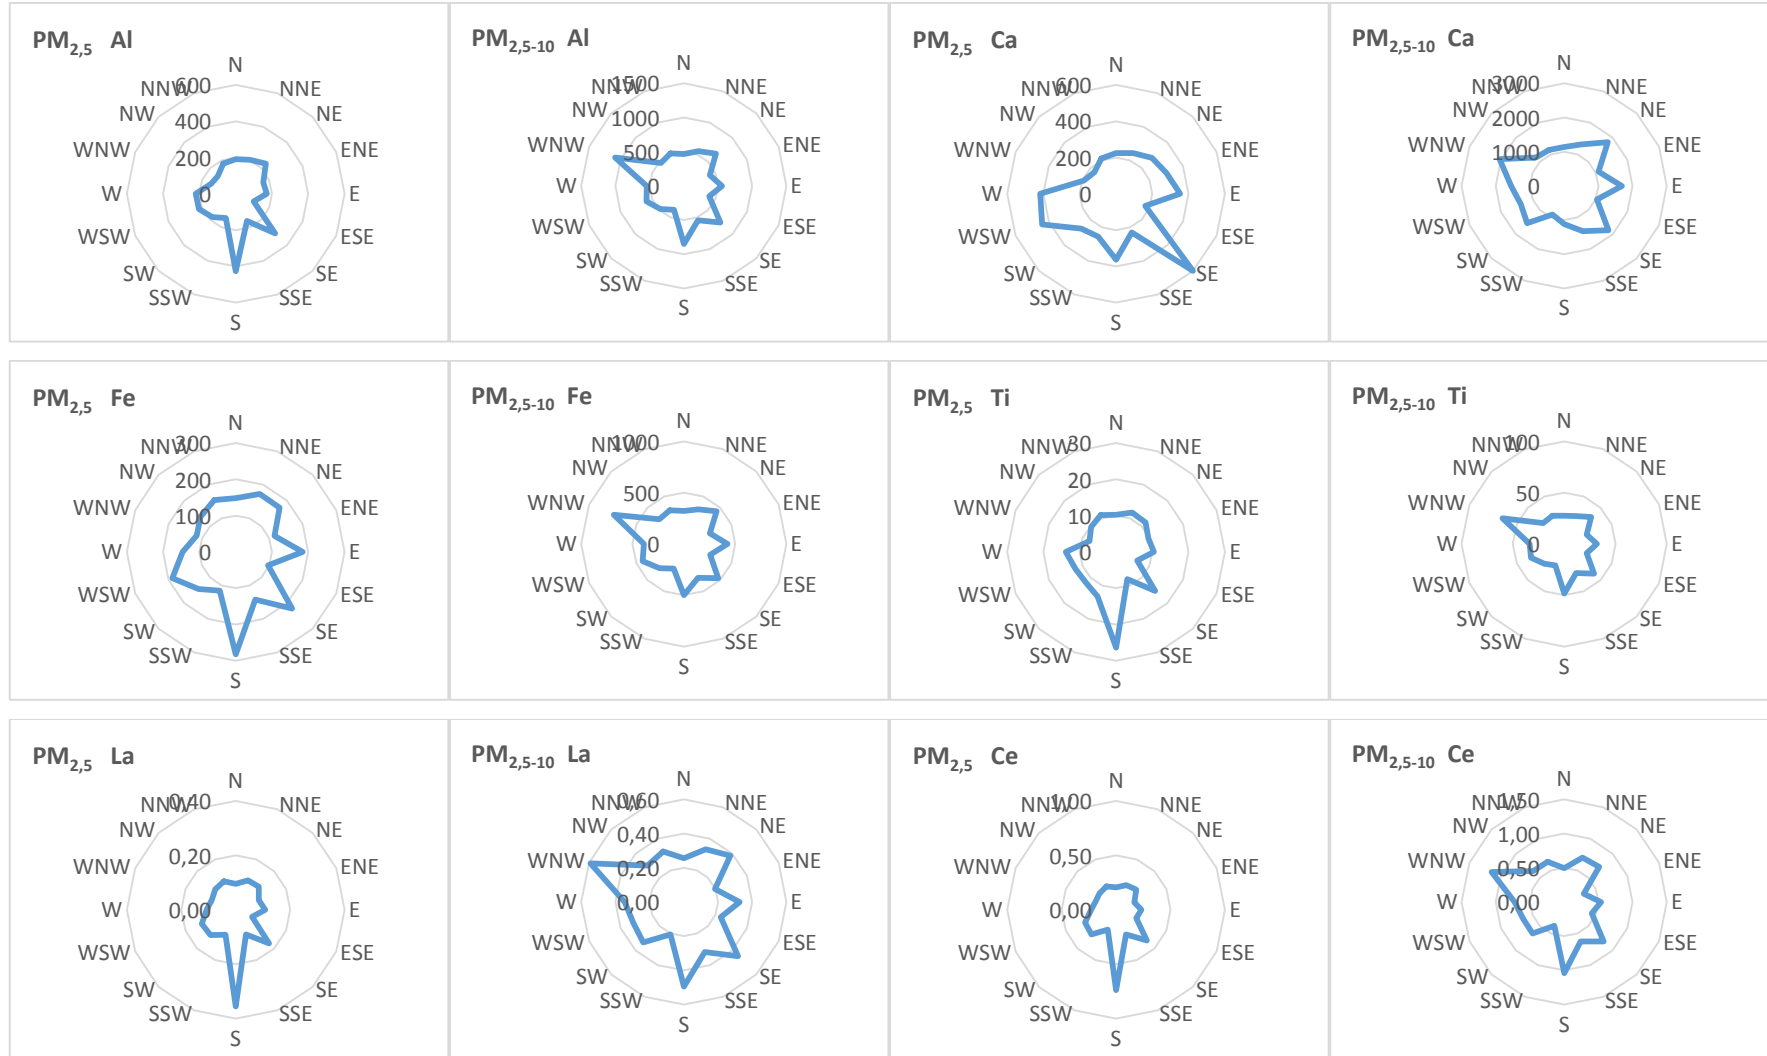 PM2,5 Al
N
NNE
NE
ENE
E
ESE
SE
SSE
S
SSW
SW
WSW
W
WNW
NW
NNW
600
400
200
0
PM2,5-10 Al
N
NNE
NE
ENE
E
ESE
SE
SSE
S
SSW
SW
WSW
W
WNW
NW
NNW
1500
1000
500
0
PM2,5 Ca
N
NNE
NE
ENE
E
ESE
SE
SSE
S
SSW
SW
WSW
W
WNW
NW
NNW
600
400
200
0
PM2,5-10 Ca
N
NNE
NE
ENE
E
ESE
SE
SSE
S
SSW
SW
WSW
W
WNW
NW
NNW
3000
2000
1000
0
PM2,5 Fe
N
NNE
NE
ENE
E
ESE
SE
SSE
S
SSW
SW
WSW
W
WNW
NW
NNW
300
200
100
0
PM2,5-10 Fe
N
NNE
NE
ENE
E
ESE
SE
SSE
S
SSW
SW
WSW
W
WNW
NW
NNW
1000
500
0
PM2,5 Ti
N
NNE
NE
ENE
E
ESE
SE
SSE
S
SSW
SW
WSW
W
WNW
NW
NNW
30
20
10
0
PM2,5-10 Ti
N
NNE
NE
ENE
E
ESE
SE
SSE
S
SSW
SW
WSW
W
WNW
NW
NNW
100
50
0
PM2,5 La
N
NNE
NE
ENE
E
ESE
SE
SSE
S
SSW
SW
WSW
W
WNW
NW
NNW
0,40
0,20
0,00
PM2,5-10 La
N
NNE
NE
ENE
E
ESE
SE
SSE
S
SSW
SW
WSW
W
WNW
NW
NNW
0,60
0,40
0,20
0,00
PM2,5 Ce
N
NNE
NE
ENE
E
ESE
SE
SSE
S
SSW
SW
WSW
W
WNW
NW
NNW
1,00
0,50
0,00
PM2,5-10 Ce
N
NNE
NE
ENE
E
ESE
SE
SSE
S
SSW
SW
WSW
W
WNW
NW
NNW
1,50
1,00
0,50
0,00